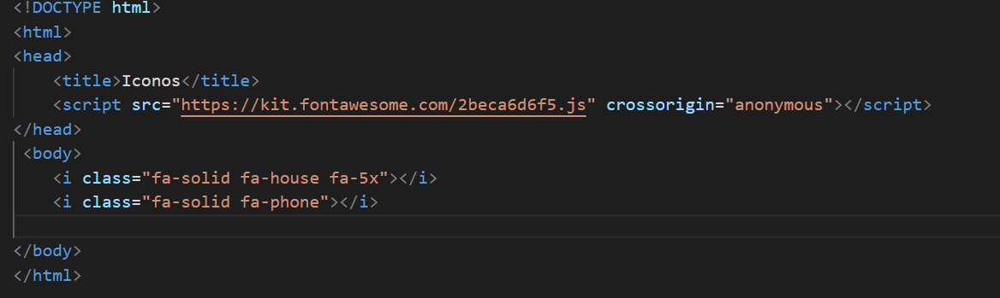 <!DOCTYPE html>
<html>
<head>
    <title>Iconos</title>
    <script src="https://kit.fontawesome.com/2beca6d6f5.js" crossorigin="anonymous"></script>
</head>
 <body>
    <i class="fa-solid fa-house fa-5x"></i>
    <i class="fa-solid fa-phone"></i>
</body>
</html>